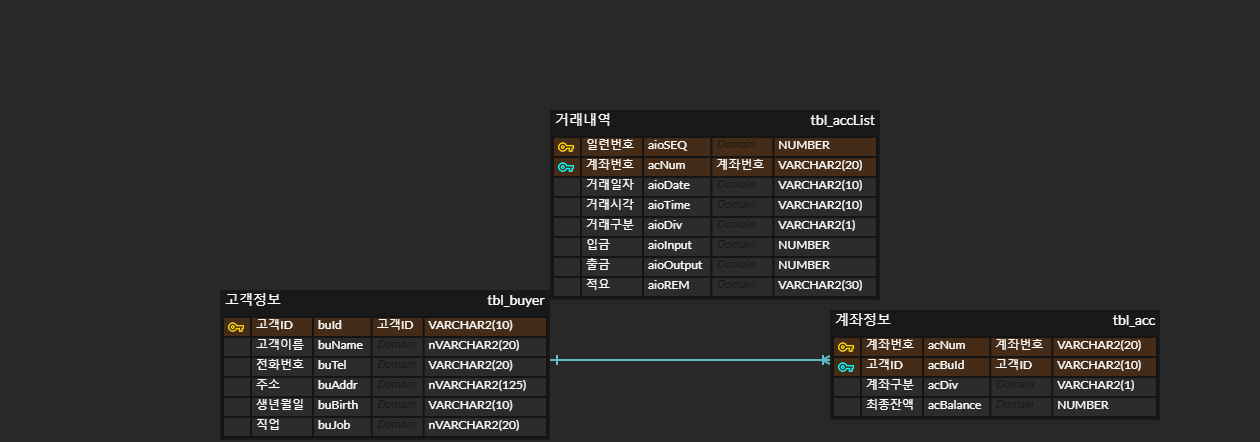 거래내역 tbl_accList
일련번호 aioSEQ Domain NUMBER
계좌번호 acNum 계좌번호 VARCHAR2(20)
거래일자 aioDate Domain VARCHAR2(10)
거래시각 aioTime Domain VARCHAR2(10)
거래구분 aioDiv Domain VARCHAR2(1)
입금 aioInput Domain NUMBER
출금 aioOutput Domain NUMBER
적요 aioREM Domain VARCHAR2(30)
고객정보 tbl_buyer
고객ID buId 고객ID VARCHAR2(10)
고객이름 buName Domain nVARCHAR2(20)
전화번호 buTel Domain VARCHAR2(20)
주소 buAddr Domain nVARCHAR2(125)
생년월일 buBirth Domain VARCHAR2(10)
직업 buJob Domain nVARCHAR2(20)
계좌정보 tbl_acc
계좌번호 acNum 계좌번호 VARCHAR2(20)
고객ID acBuId 고객ID VARCHAR2(10)
계좌구분 acDiv Domain VARCHAR2(1)
최종잔액 acBalance Domain NUMBER